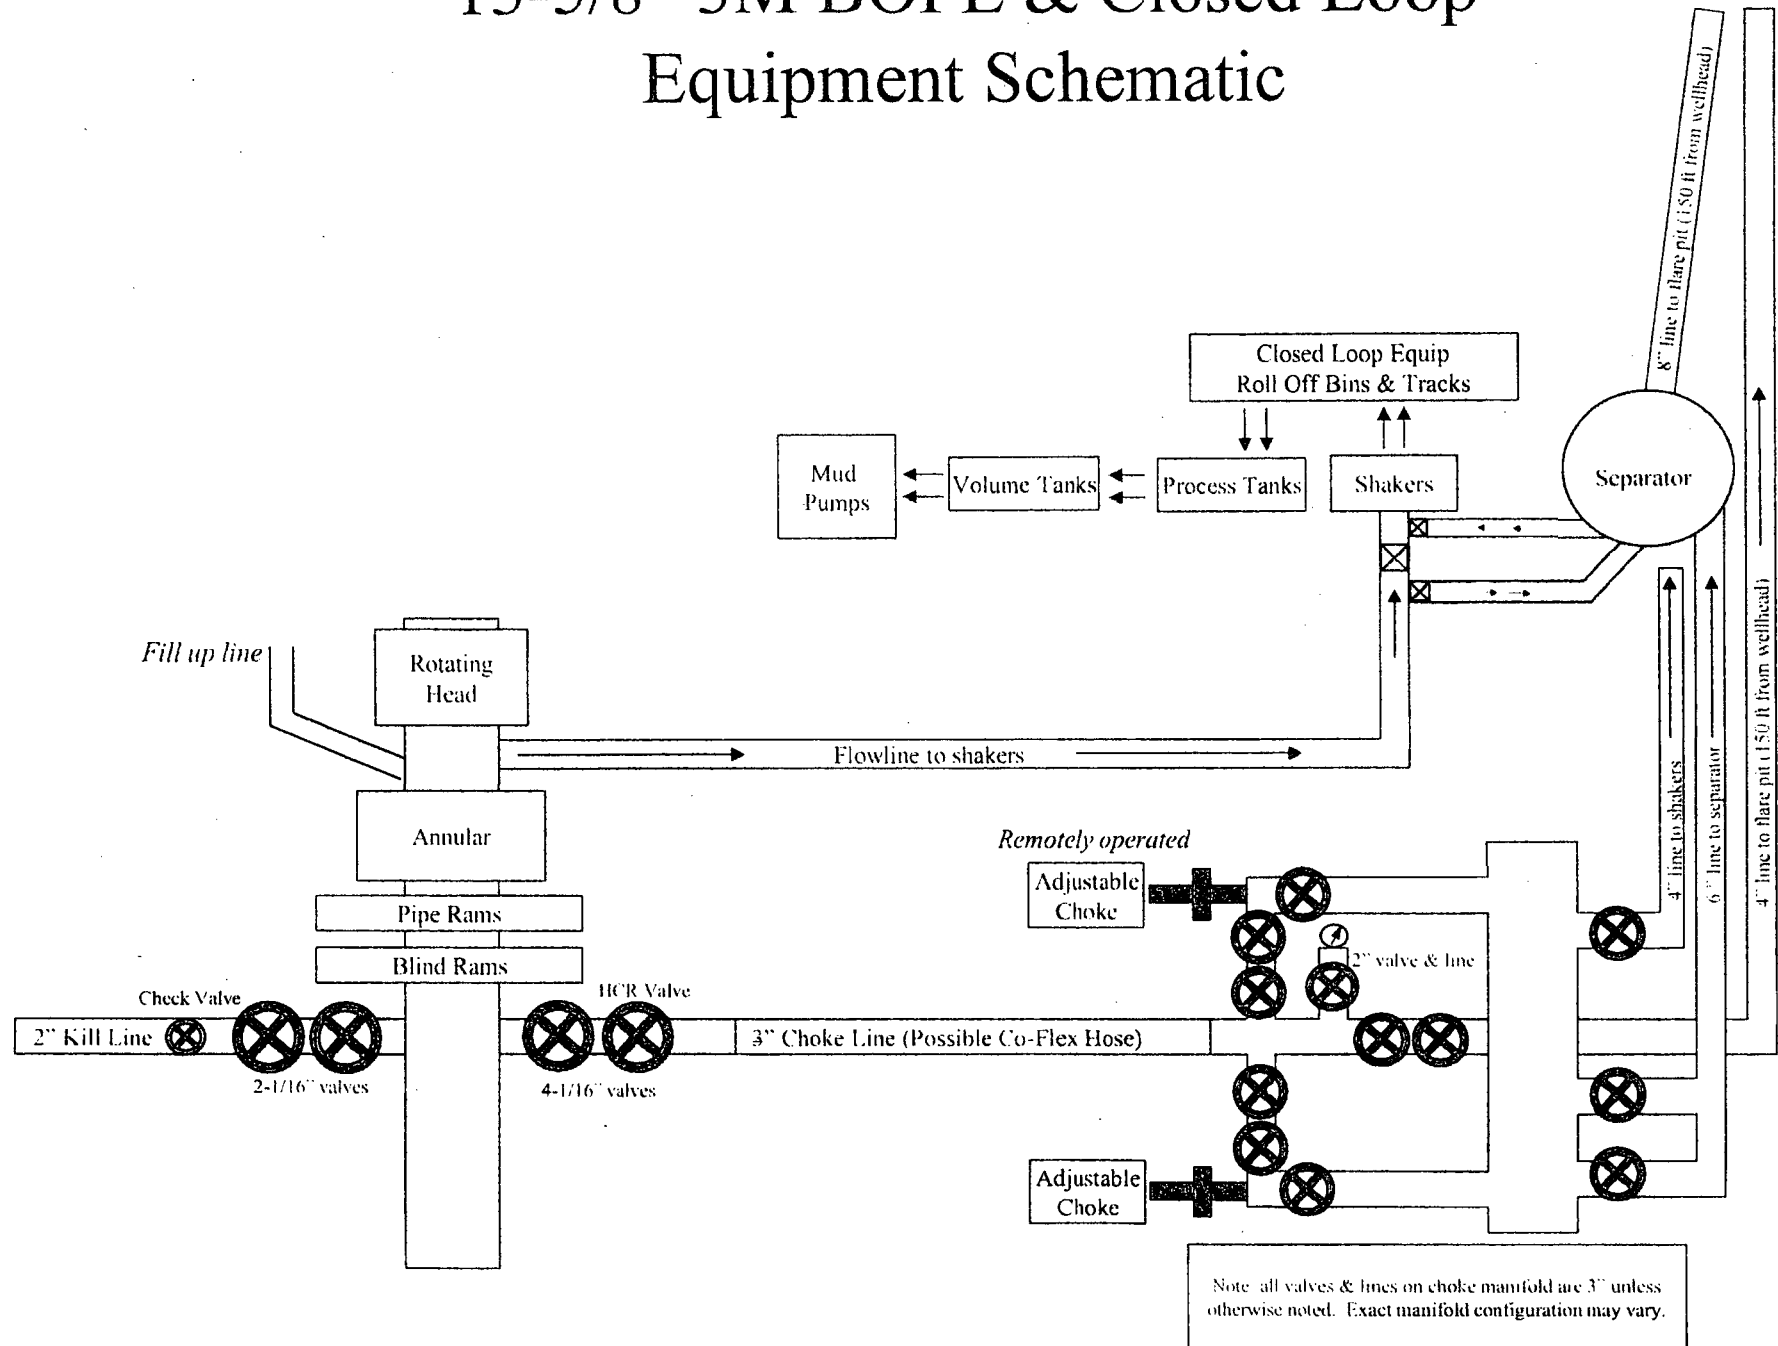 Equipment Schematic
8" line to flare pit (150 ft from wellhead)
Closed Loop Equip
Roll Off Bins & Tracks
Mud
Pumps
Volume Tanks
Process Tanks
Shakers
Separator
Fill up line
Rotating
Head
Flowline to shakers
Annular
Pipe Rams
Blind Rams
Remotely operated
Adjustable
Choke
2" valve & line
4" line to shakers
6" line to separator
4" line to flare pit (150 ft from wellhead)
Check Valve
HCR Valve
2" Kill Line
3" Choke Line (Possible Co-Flex Hose)
2-1/16" valves
4-1/16" valves
Adjustable
Choke
Note all valves & lines on choke manifold are 3" unless
otherwise noted. Exact manifold configuration may vary.